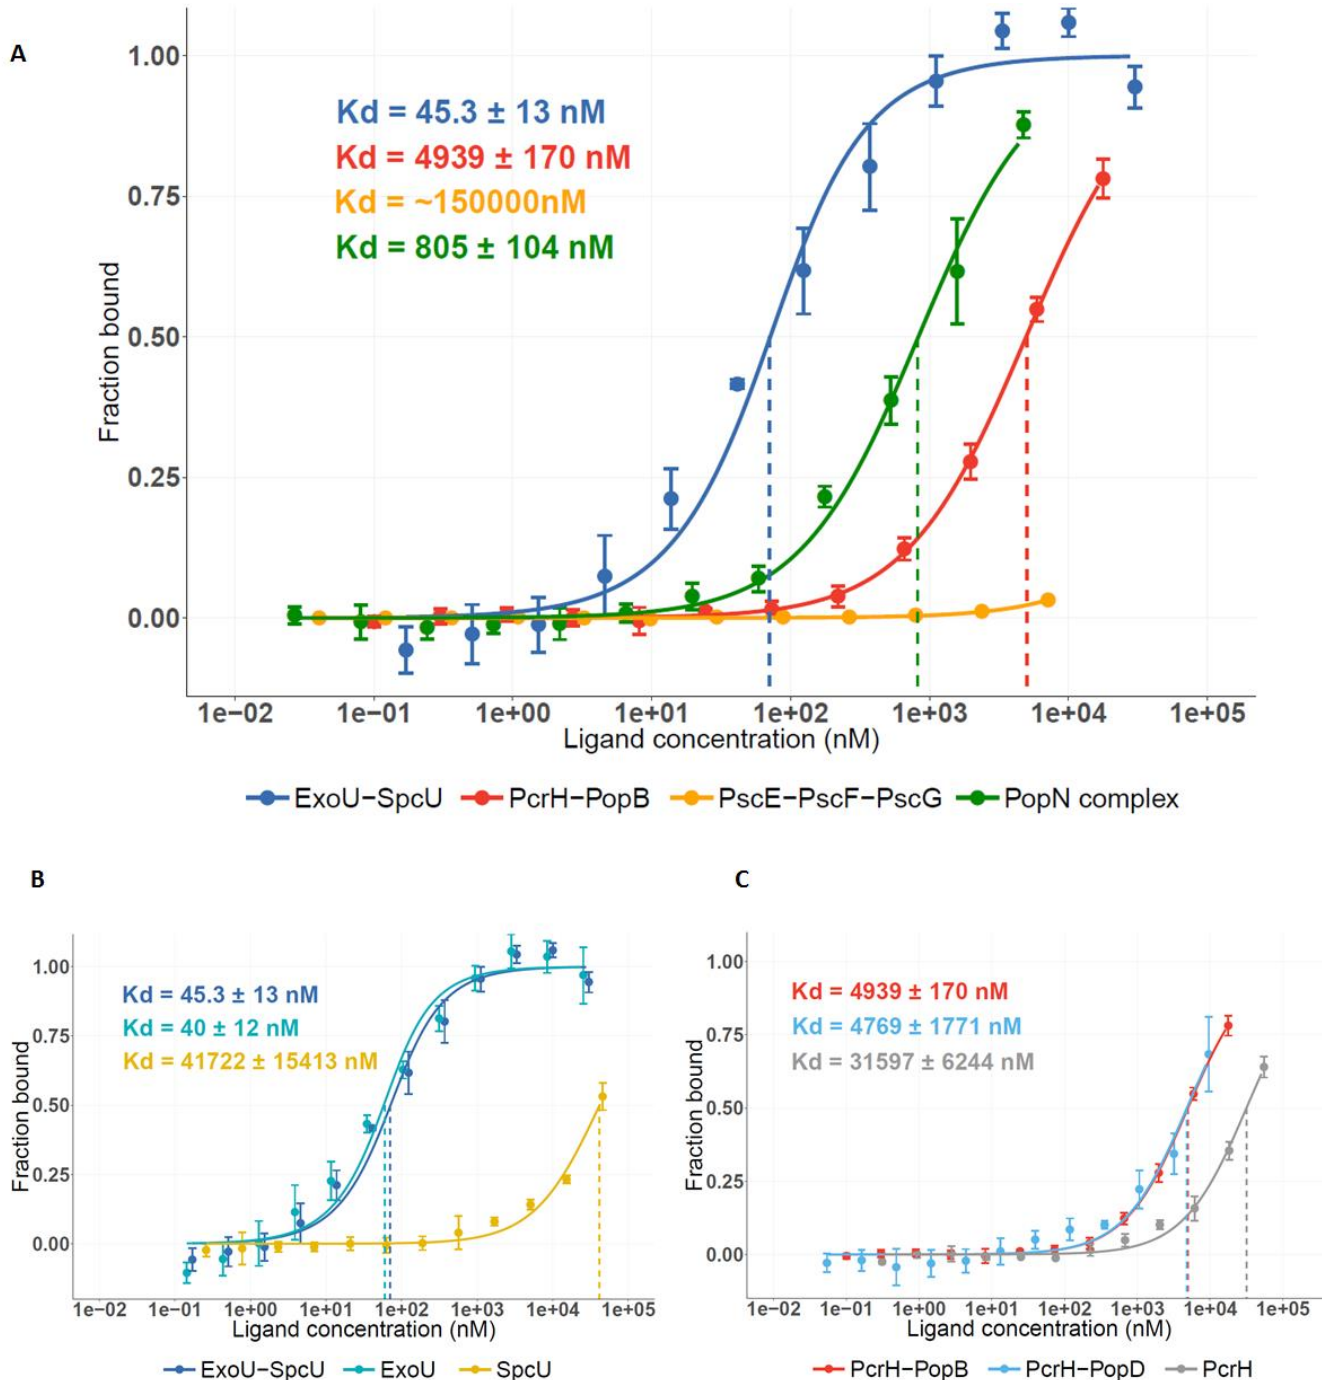 A
1.00
0.75
0.50
0.25
0.00
Fraction bound
Kd = 45.3 ± 13 nM
Kd = 4939 ± 170 nM
Kd = ~150000nM
Kd = 805 ± 104 nM
1e−02 1e−01 1e+00 1e+01 1e+02 1e+03 1e+04 1e+05
Ligand concentration (nM)
ExoU−SpcU PcrH−PopB PscE−PscF−PscG PopN complex
B
1.00
0.75
0.50
0.25
0.00
Fraction bound
Kd = 45.3 ± 13 nM
Kd = 40 ± 12 nM
Kd = 41722 ± 15413 nM
1e−02 1e−01 1e+00 1e+01 1e+02 1e+03 1e+04 1e+05
Ligand concentration (nM)
ExoU−SpcU ExoU SpcU
C
1.00
0.75
0.50
0.25
0.00
Fraction bound
Kd = 4939 ± 170 nM
Kd = 4769 ± 1771 nM
Kd = 31597 ± 6244 nM
1e−02 1e−01 1e+00 1e+01 1e+02 1e+03 1e+04 1e+05
Ligand concentration (nM)
PcrH−PopB PcrH−PopD PcrH